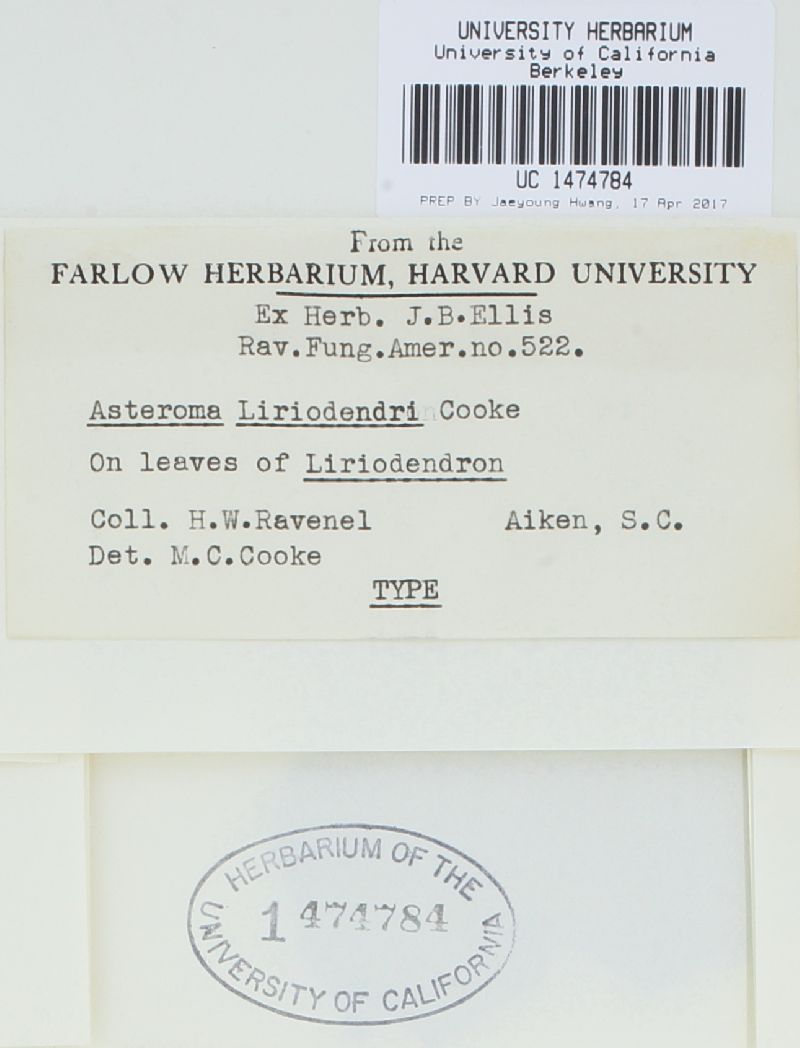 UNIVERSITY HERBARIUM
University of California
Berkeley
UC 1474784
PREP BY Jaeyoung Hwang, 17 Apr 2017
From the
FARLOW HERBARIUM, HARVARD UNIVERSITY
Ex Herb. J.B.Ellis
Rav.Fung.Amer.no.522.
Asteroma Liriodendri Cooke
On leaves of Liriodendron
Coll. H.W.Ravenel Aiken, S.C.
Det. M.C.Cooke
TYPE
HERBARIUM OF THE
1474784
UNIVERSITY OF CALIFORNIA